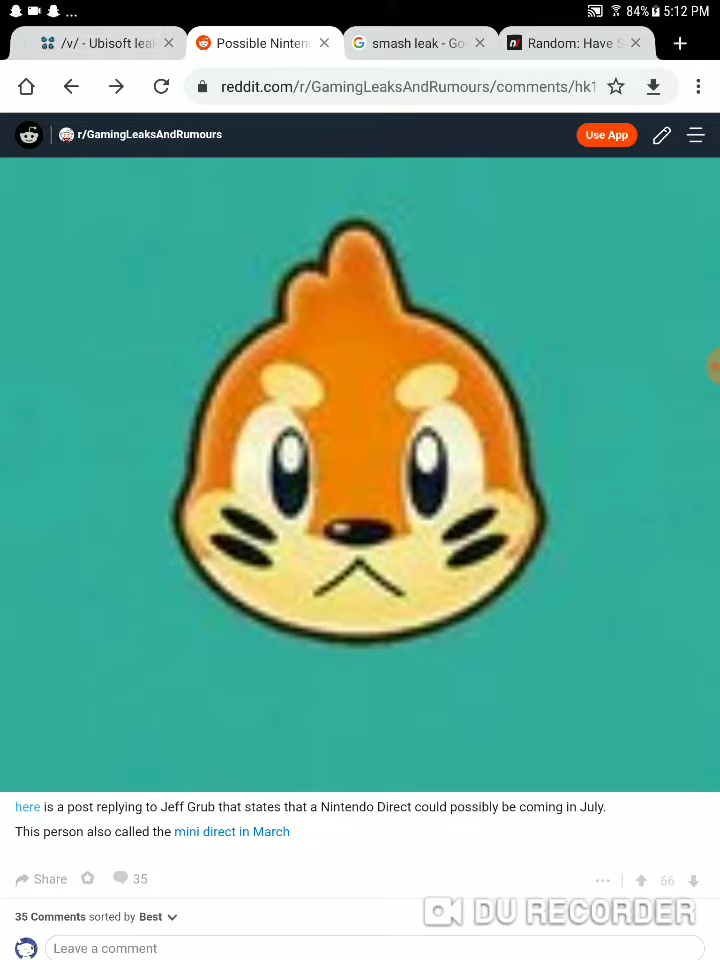 ... 84% 5:12 PM
/v/ - Ubisoft leak Possible Ninten smash leak - Go Random: Have S
reddit.com/r/GamingLeaksAndRumours/comments/hk1
r/GamingLeaksAndRumours Use App
here is a post replying to Jeff Grub that states that a Nintendo Direct could possibly be coming in July.
This person also called the mini direct in March
Share 35 ... 66
35 Comments sorted by Best
DU RECORDER
Leave a comment